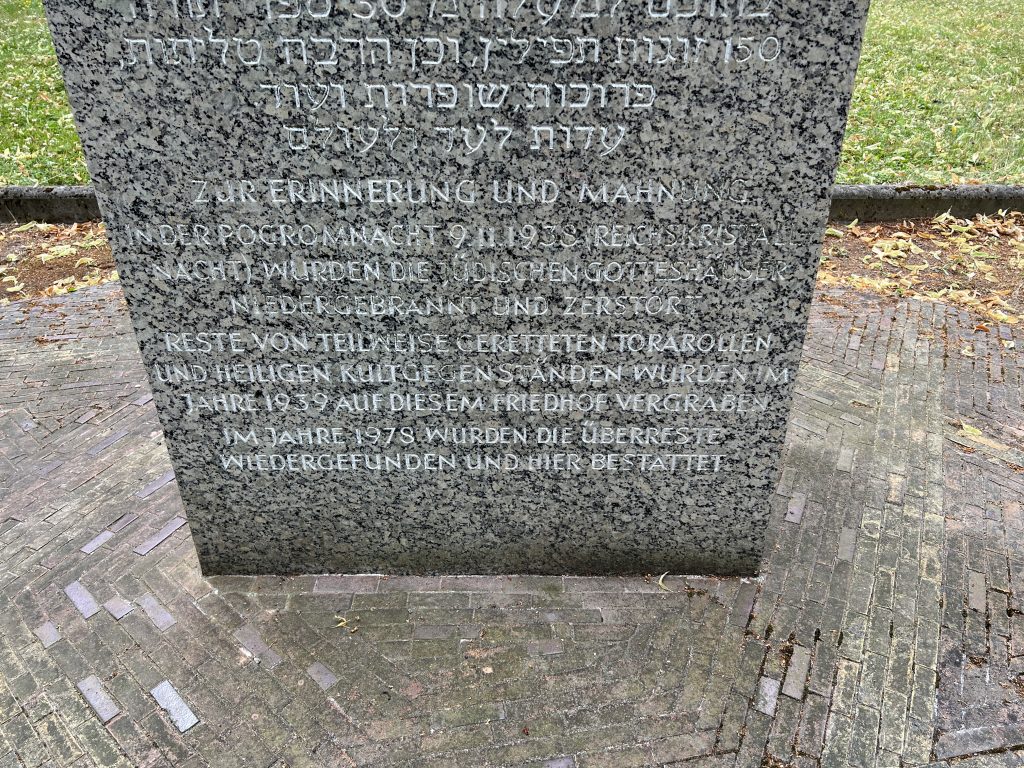 150 זוגות תפילין, וכן הרבה טליתות,
פרוכות, שופרות ועוד
עדות לעד ולעולם
ZUR ERINNERUNG UND MAHNUNG
IN DER POGROMNACHT 9.11.1938 (REICHSKRISTALL-
NACHT) WURDEN DIE JÜDISCHEN GOTTESHÄUSER
NIEDERGEBRANNT UND ZERSTÖRT.
RESTE VON TEILWEISE GERETTETEN TORAROLLEN
UND HEILIGEN KULTGEGENSTÄNDEN WURDEN IM
JAHRE 1939 AUF DIESEM FRIEDHOF VERGRABEN.
IM JAHRE 1978 WURDEN DIE ÜBERRESTE
WIEDERGEFUNDEN UND HIER BESTATTET.